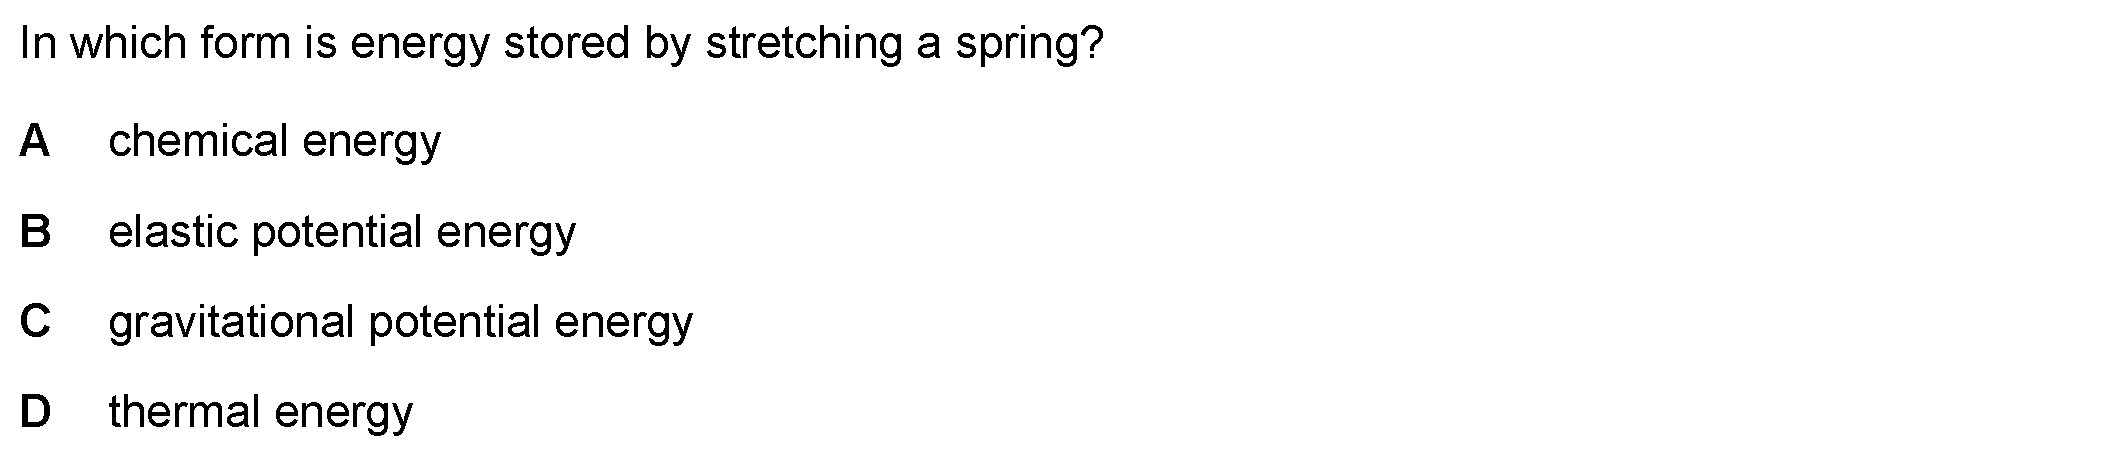 In which form is energy stored by stretching a spring?
A chemical energy
B elastic potential energy
C gravitational potential energy
D thermal energy